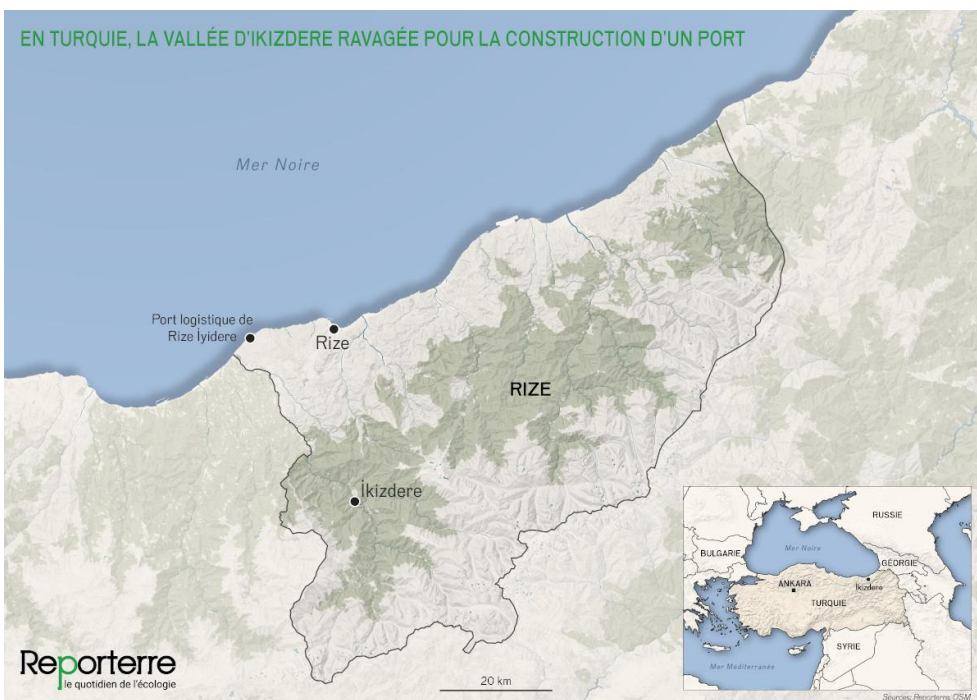 EN TURQUIE, LA VALLÉE D'IKIZDERE RAVAGÉE POUR LA CONSTRUCTION D'UN PORT
Mer Noire
Port logistique de
Rize İyidere
Rize
RIZE
İkizdere
RUSSIE
BULGARIE
Mer Noire
GÉORGIE
ANKARA
İkizdere
TURQUIE
SYRIE
Mer Méditerranée
Reporterre
le quotidien de l'écologie
20 km
Sources: Reporterre, OSM